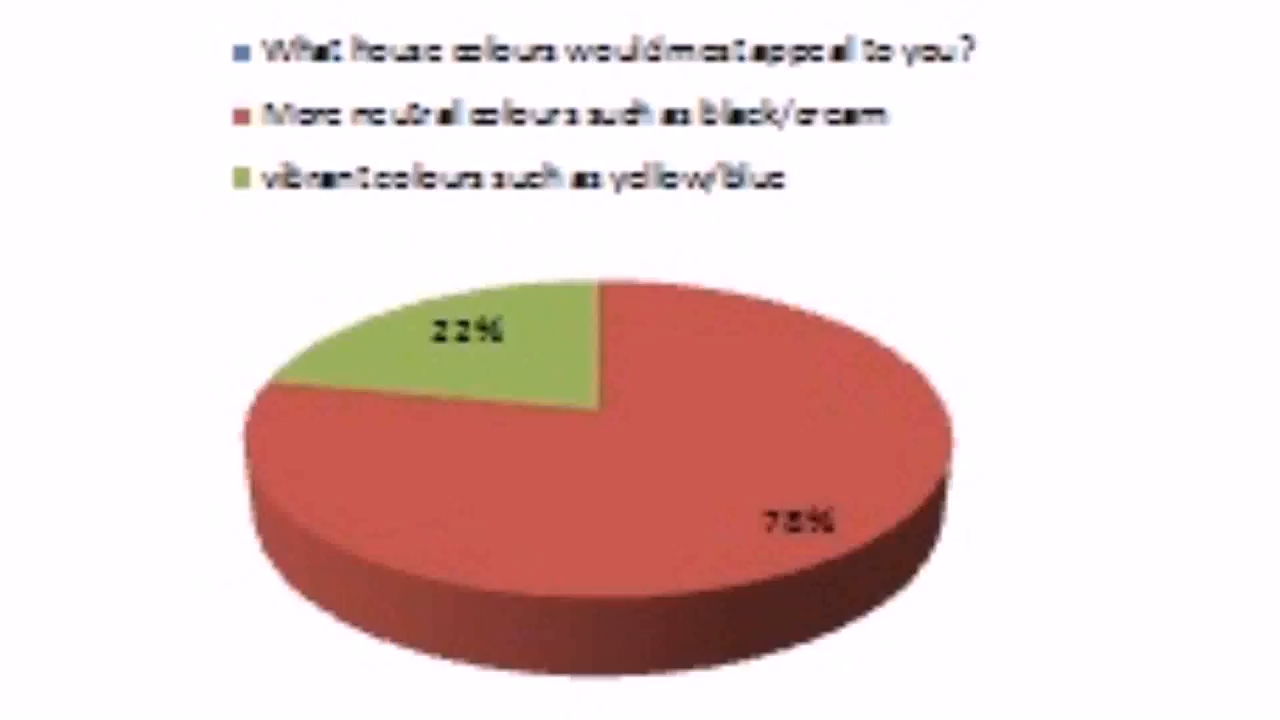 What house colours would most appeal to you?
More neutral colours such as black/cream
vibrant colours such as yellow/blue
22%
78%